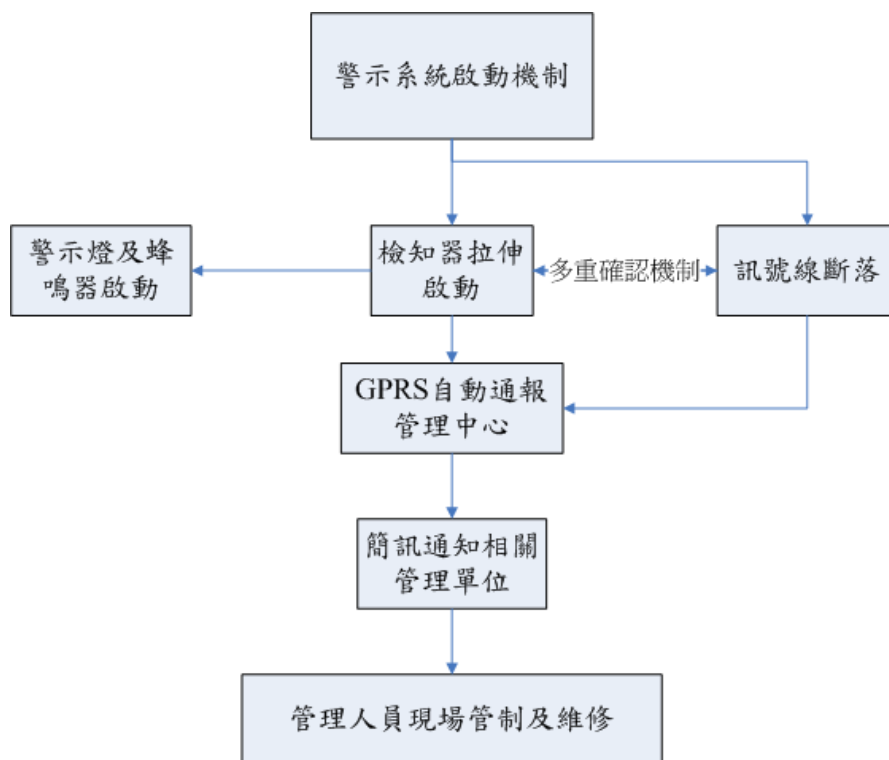 警示系統啟動機制
警示燈及蜂
鳴器啟動
檢知器拉伸
啟動
多重確認機制
訊號線斷落
GPRS自動通報
管理中心
簡訊通知相關
管理單位
管理人員現場管制及維修